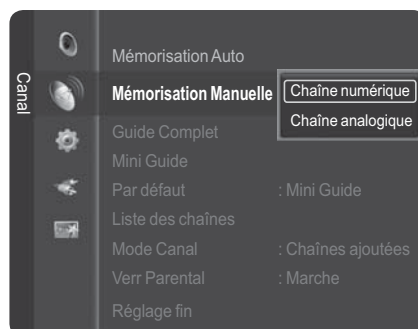 Canal
Mémorisation Auto
Mémorisation Manuelle
Chaîne numérique
Chaîne analogique
Guide Complet
Mini Guide
Par défaut : Mini Guide
Liste des chaînes
Mode Canal : Chaînes ajoutées
Verr Parental : Marche
Réglage fin